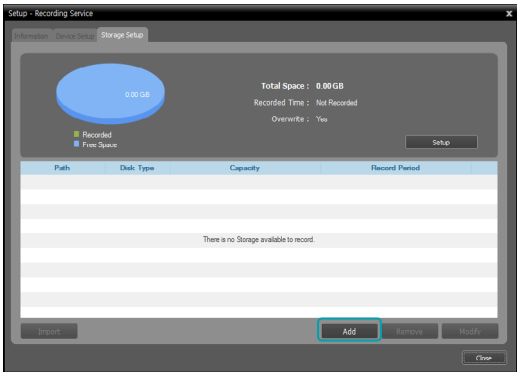 Setup - Recording Service
x
Information Device Setup Storage Setup
0.00 GB
Total Space : 0.00 GB
Recorded Time : Not Recorded
Overwrite : Yes
Recorded
Free Space
Setup
Path Disk Type Capacity Record Period
There is no Storage available to record.
Import Add Remove Modify
Close